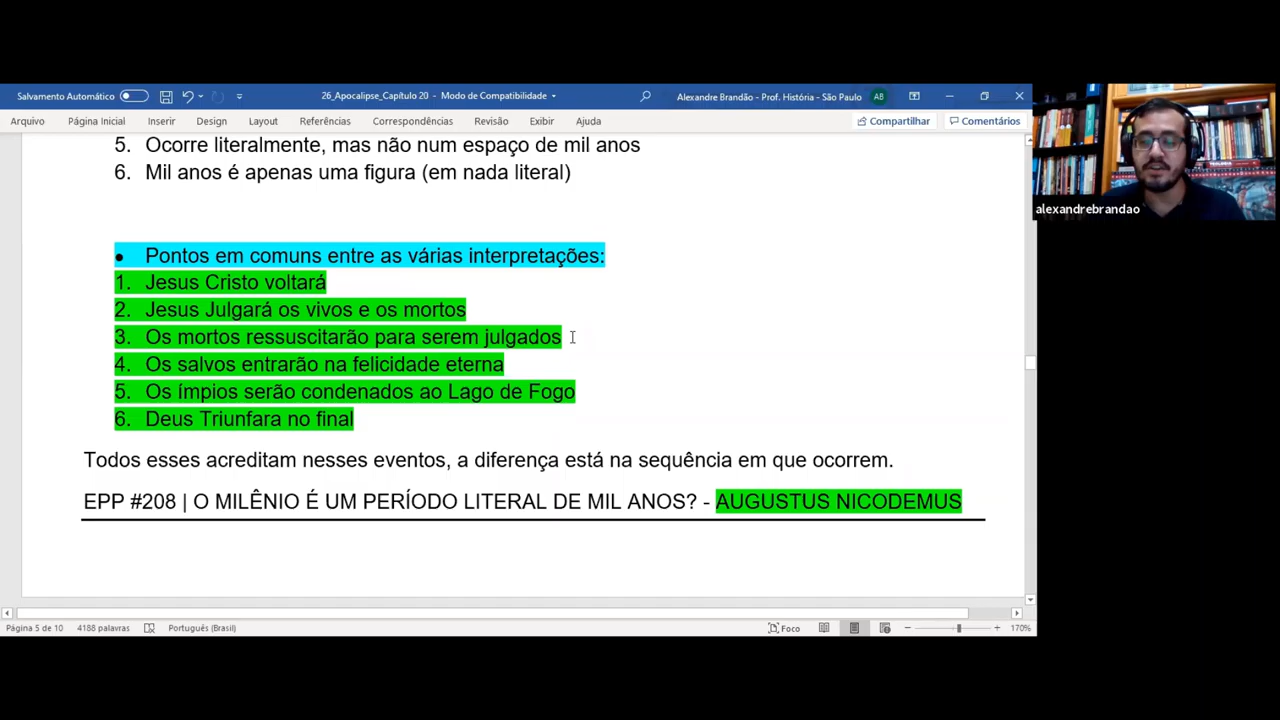 Salvamento Automático
26_Apocalipse_Capítulo 20 - Modo de Compatibilidade
Alexandre Brandão - Prof. História - São Paulo
AB
Arquivo Página Inicial Inserir Design Layout Referências Correspondências Revisão Exibir Ajuda
Compartilhar
Comentários
5. Ocorre literalmente, mas não num espaço de mil anos
6. Mil anos é apenas uma figura (em nada literal)
alexandrebrandao
• Pontos em comuns entre as várias interpretações:
1. Jesus Cristo voltará
2. Jesus Julgará os vivos e os mortos
3. Os mortos ressuscitarão para serem julgados
4. Os salvos entrarão na felicidade eterna
5. Os ímpios serão condenados ao Lago de Fogo
6. Deus Triunfara no final
Todos esses acreditam nesses eventos, a diferença está na sequência em que ocorrem.
EPP #208 | O MILÊNIO É UM PERÍODO LITERAL DE MIL ANOS? - AUGUSTUS NICODEMUS
Página 5 de 10 4188 palavras Português (Brasil) Foco 170%